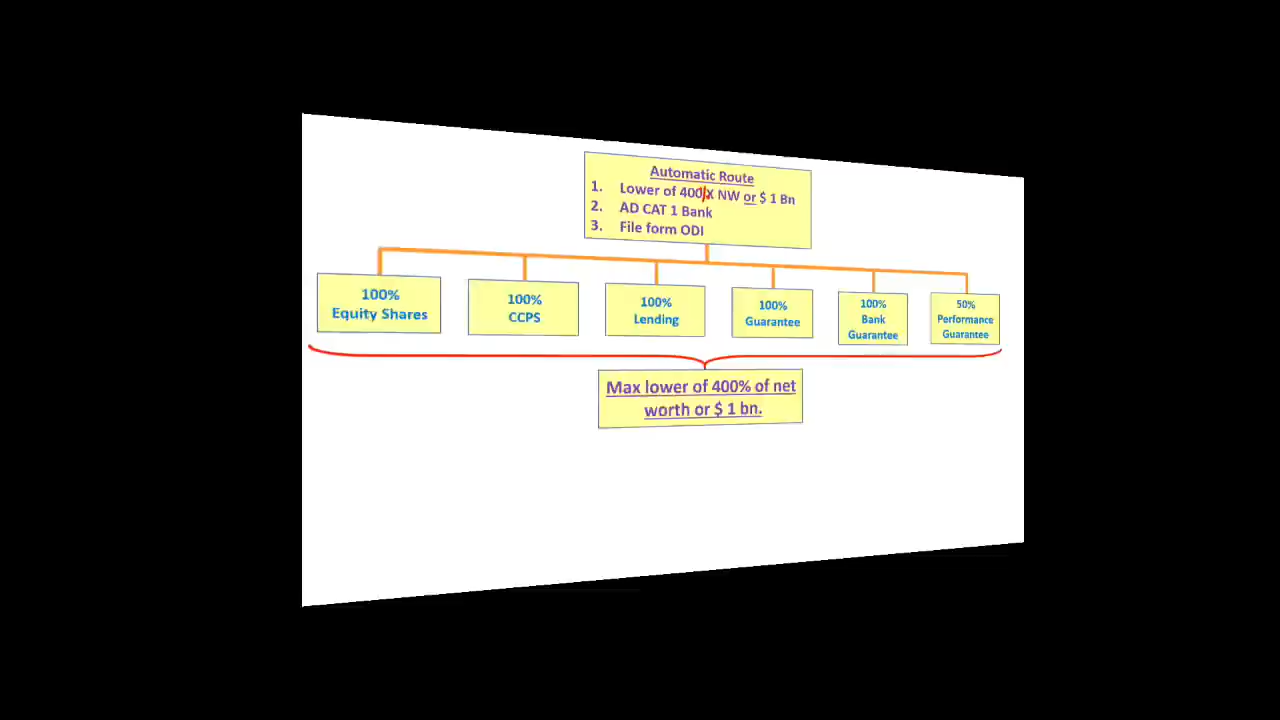 Automatic Route
1. Lower of 400%X NW or $ 1 Bn
2. AD CAT 1 Bank
3. File form ODI
100%
Equity Shares
100%
CCPS
100%
Lending
100%
Guarantee
100%
Bank
Guarantee
50%
Performance
Guarantee
Max lower of 400% of net
worth or $ 1 bn.